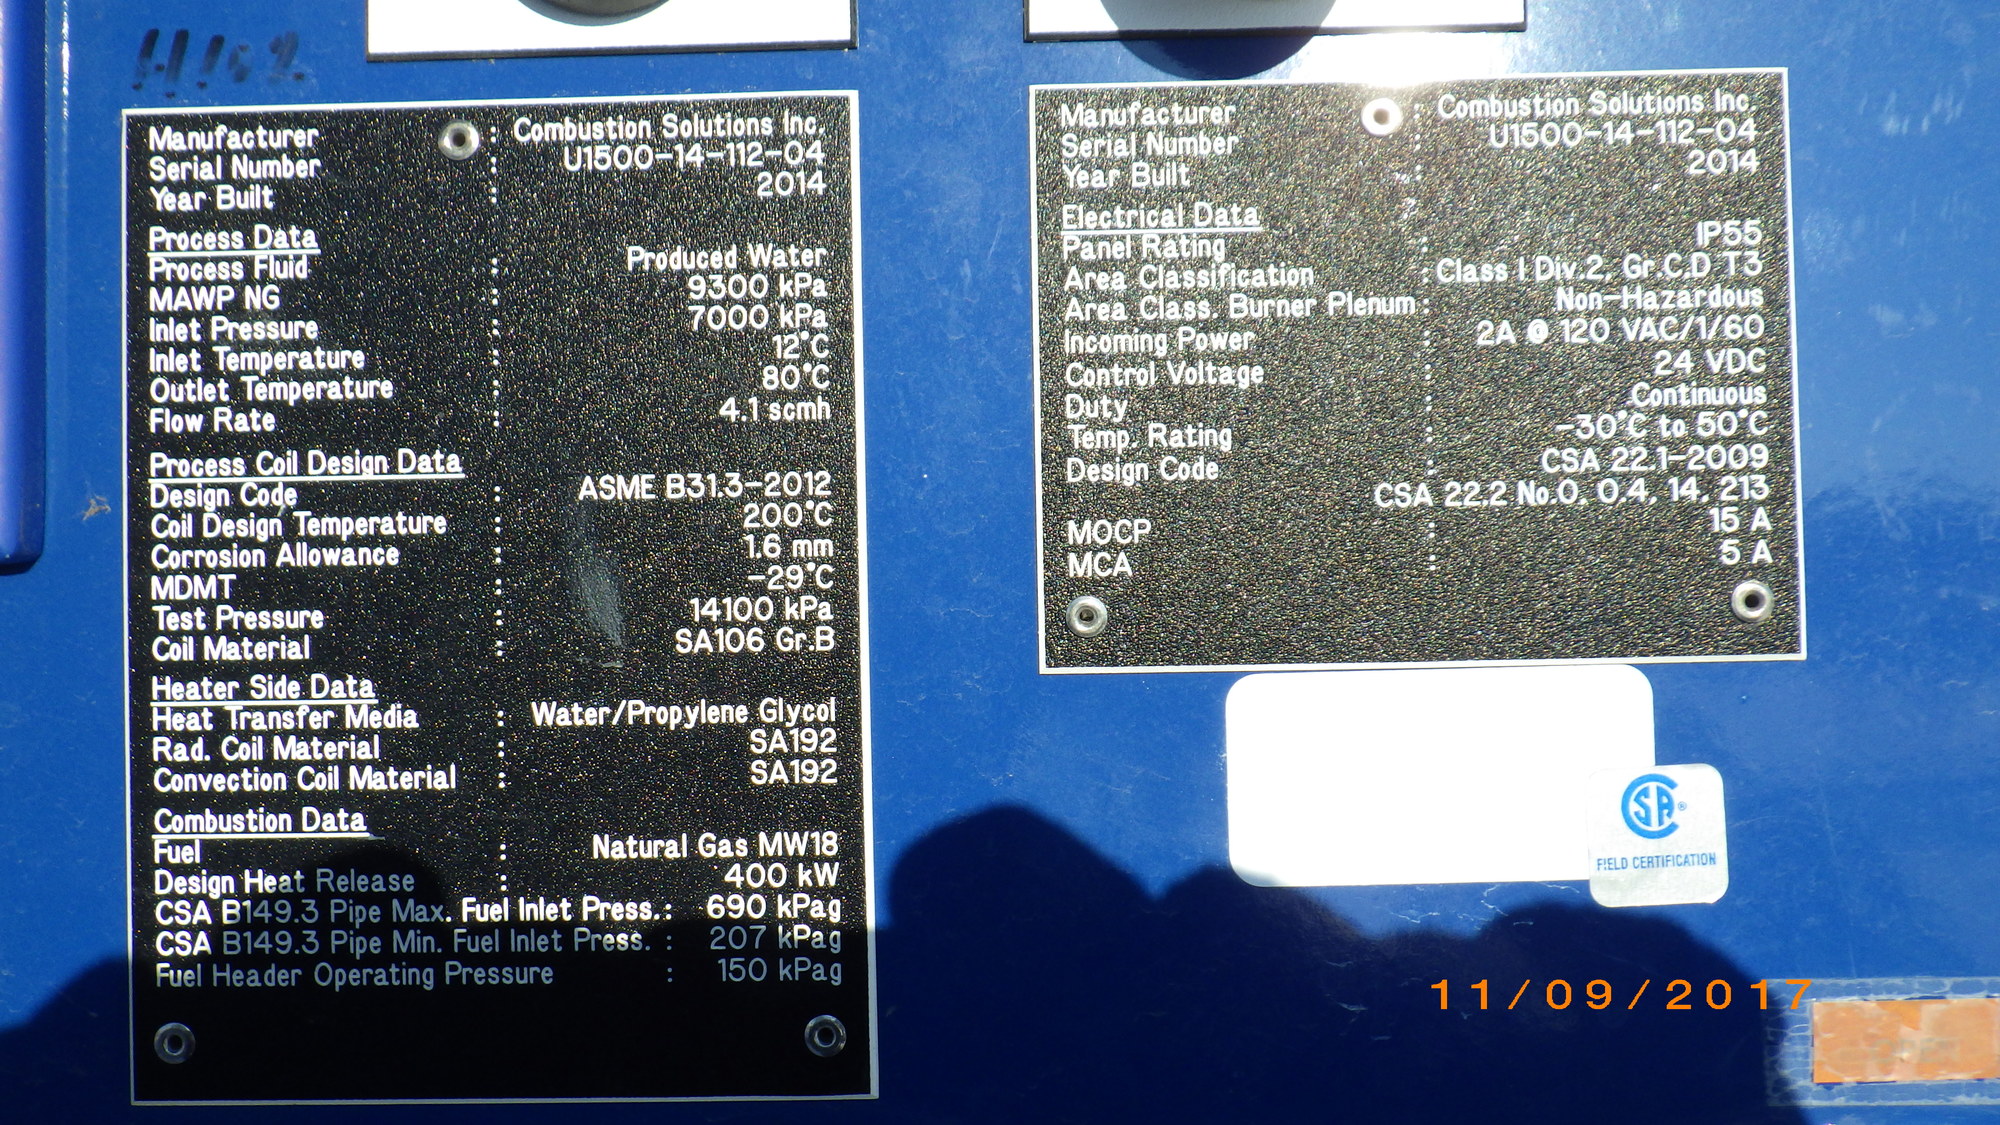 H102
Manufacturer : Combustion Solutions Inc.
Serial Number : U1500-14-112-04
Year Built : 2014
Process Data
Process Fluid : Produced Water
MAWP NG : 9300 kPa
Inlet Pressure : 7000 kPa
Inlet Temperature : 12°C
Outlet Temperature : 80°C
Flow Rate : 4.1 scmh
Process Coil Design Data
Design Code : ASME B31.3-2012
Coil Design Temperature : 200°C
Corrosion Allowance : 1.6 mm
MDMT : -29°C
Test Pressure : 14100 kPa
Coil Material : SA106 Gr.B
Heater Side Data
Heat Transfer Media : Water/Propylene Glycol
Rad. Coil Material : SA192
Convection Coil Material : SA192
Combustion Data
Fuel : Natural Gas MW18
Design Heat Release : 400 kW
CSA B149.3 Pipe Max. Fuel Inlet Press.: 690 kPag
CSA B149.3 Pipe Min. Fuel Inlet Press. : 207 kPag
Fuel Header Operating Pressure : 150 kPag
Manufacturer : Combustion Solutions Inc.
Serial Number : U1500-14-112-04
Year Built : 2014
Electrical Data
Panel Rating : IP55
Area Classification : Class I Div.2, Gr.C,D T3
Area Class. Burner Plenum : Non-Hazardous
Incoming Power : 2A @ 120 VAC/1/60
Control Voltage : 24 VDC
Duty : Continuous
Temp. Rating : -30°C to 50°C
Design Code : CSA 22.1-2009
CSA 22.2 No.0, 0.4, 14, 213
MOCP : 15 A
MCA : 5 A
CSA ®
FIELD CERTIFICATION
11/09/2017